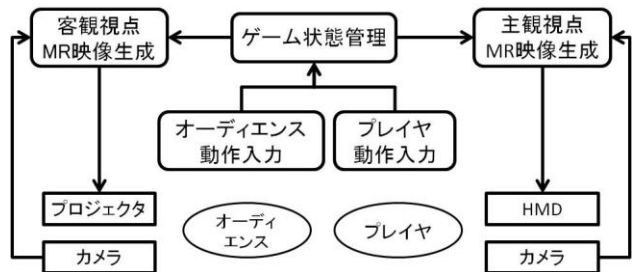 客観視点
MR映像生成
ゲーム状態管理
主観視点
MR映像生成
オーディエンス
動作入力
プレイヤ
動作入力
プロジェクタ
オーディ
エンス
プレイヤ
HMD
カメラ
カメラ